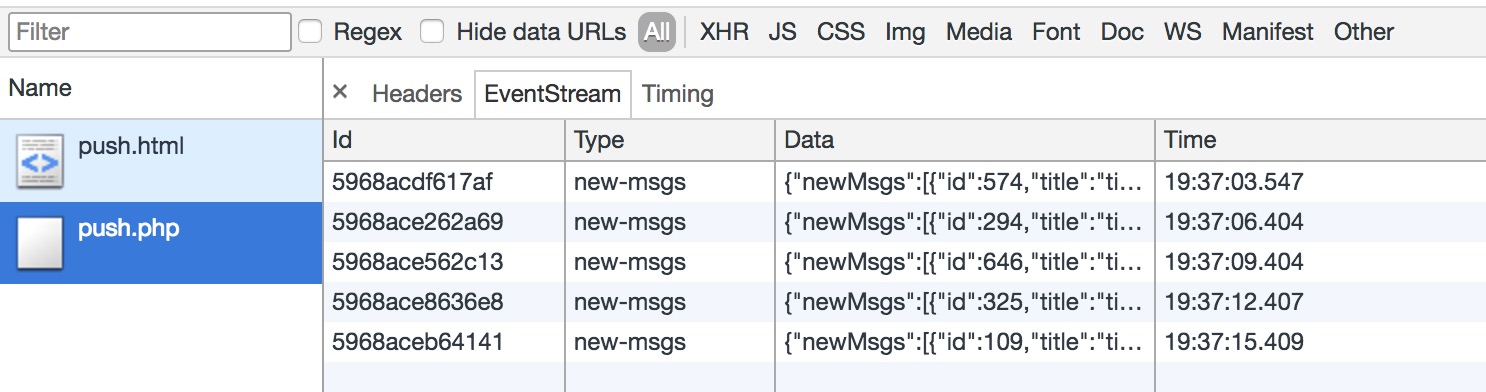 Filter Regex Hide data URLs All XHR JS CSS Img Media Font Doc WS Manifest Other
Name × Headers EventStream Timing
Id Type Data Time
push.html
5968acdf617af new-msgs {"newMsgs":[{"id":574,"title":"ti… 19:37:03.547
push.php
5968ace262a69 new-msgs {"newMsgs":[{"id":294,"title":"ti… 19:37:06.404
5968ace562c13 new-msgs {"newMsgs":[{"id":646,"title":"ti… 19:37:09.404
5968ace8636e8 new-msgs {"newMsgs":[{"id":325,"title":"ti… 19:37:12.407
5968aceb64141 new-msgs {"newMsgs":[{"id":109,"title":"ti… 19:37:15.409